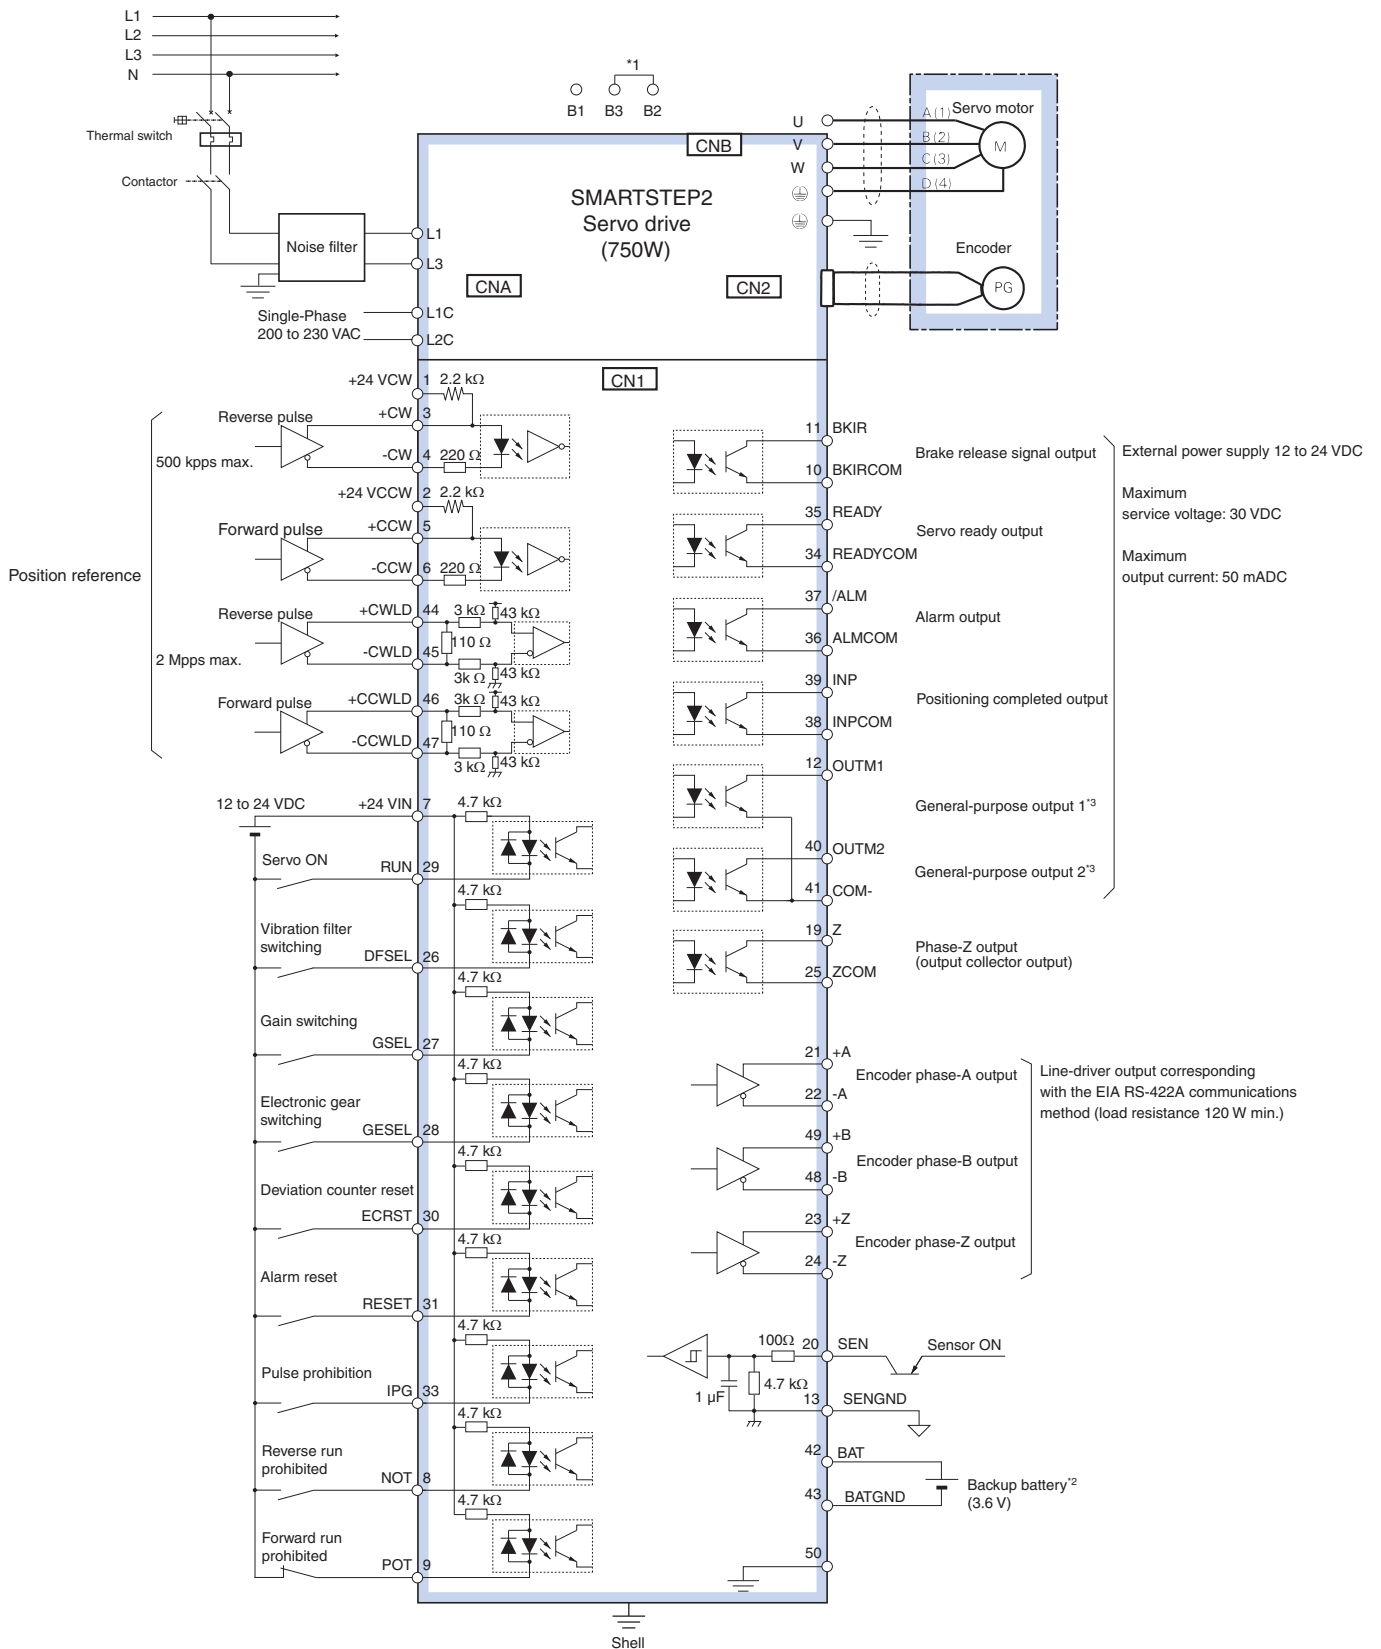 L1
L2
L3
N
Thermal switch
Contactor
Noise filter
L1
L3
Single-Phase
200 to 230 VAC
L1C
L2C
*1
B1 B3 B2
CNB
SMARTSTEP2
Servo drive
(750W)
CNA
CN2
CN1
U
V
W
A (1)
B (2)
C (3)
D (4)
Servo motor
M
Encoder
PG
Position reference
500 kpps max.
2 Mpps max.
+24 VCW 1 2.2 kΩ
Reverse pulse
+CW 3
-CW 4 220 Ω
+24 VCCW 2 2.2 kΩ
Forward pulse
+CCW 5
-CCW 6 220 Ω
Reverse pulse
+CWLD 44 3 kΩ 43 kΩ
110 Ω
-CWLD 45
3k Ω 43 kΩ
Forward pulse
+CCWLD 46 3k Ω 43 kΩ
110 Ω
-CCWLD 47
3 kΩ 43 kΩ
12 to 24 VDC
+24 VIN 7 4.7 kΩ
Servo ON
RUN 29
4.7 kΩ
Vibration filter
switching
DFSEL 26
4.7 kΩ
Gain switching
GSEL 27
4.7 kΩ
Electronic gear
switching
GESEL 28
4.7 kΩ
Deviation counter reset
ECRST 30
4.7 kΩ
Alarm reset
RESET 31
4.7 kΩ
Pulse prohibition
IPG 33
4.7 kΩ
Reverse run
prohibited
NOT 8
4.7 kΩ
Forward run
prohibited
POT 9
11 BKIR
Brake release signal output
10 BKIRCOM
35 READY
Servo ready output
34 READYCOM
37 /ALM
Alarm output
36 ALMCOM
39 INP
Positioning completed output
38 INPCOM
12 OUTM1
General-purpose output 1*3
40 OUTM2
General-purpose output 2*3
41 COM-
19 Z
Phase-Z output
(output collector output)
25 ZCOM
External power supply 12 to 24 VDC
Maximum
service voltage: 30 VDC
Maximum
output current: 50 mADC
21 +A
Encoder phase-A output
22 -A
49 +B
Encoder phase-B output
48 -B
23 +Z
Encoder phase-Z output
24 -Z
Line-driver output corresponding
with the EIA RS-422A communications
method (load resistance 120 W min.)
100Ω 20 SEN
Sensor ON
1 µF
4.7 kΩ
13 SENGND
42 BAT
43 BATGND
Backup battery*2
(3.6 V)
50
Shell